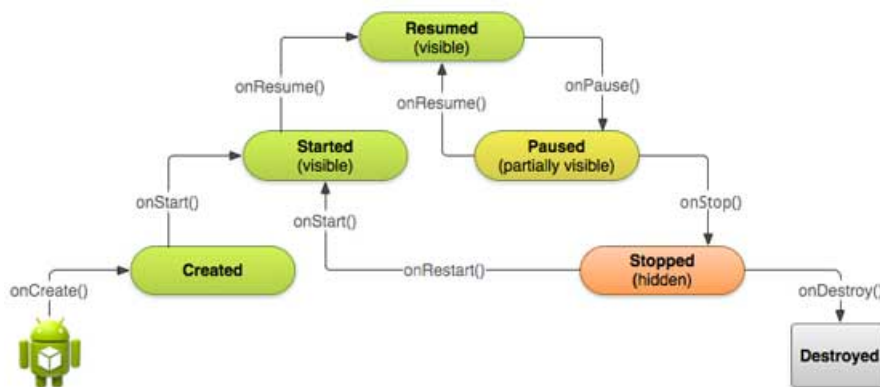 Resumed
(visible)
onResume()
onResume()
onPause()
Started
(visible)
Paused
(partially visible)
onStart()
onStart()
onStop()
Created
onRestart()
Stopped
(hidden)
onCreate()
onDestroy()
Destroyed